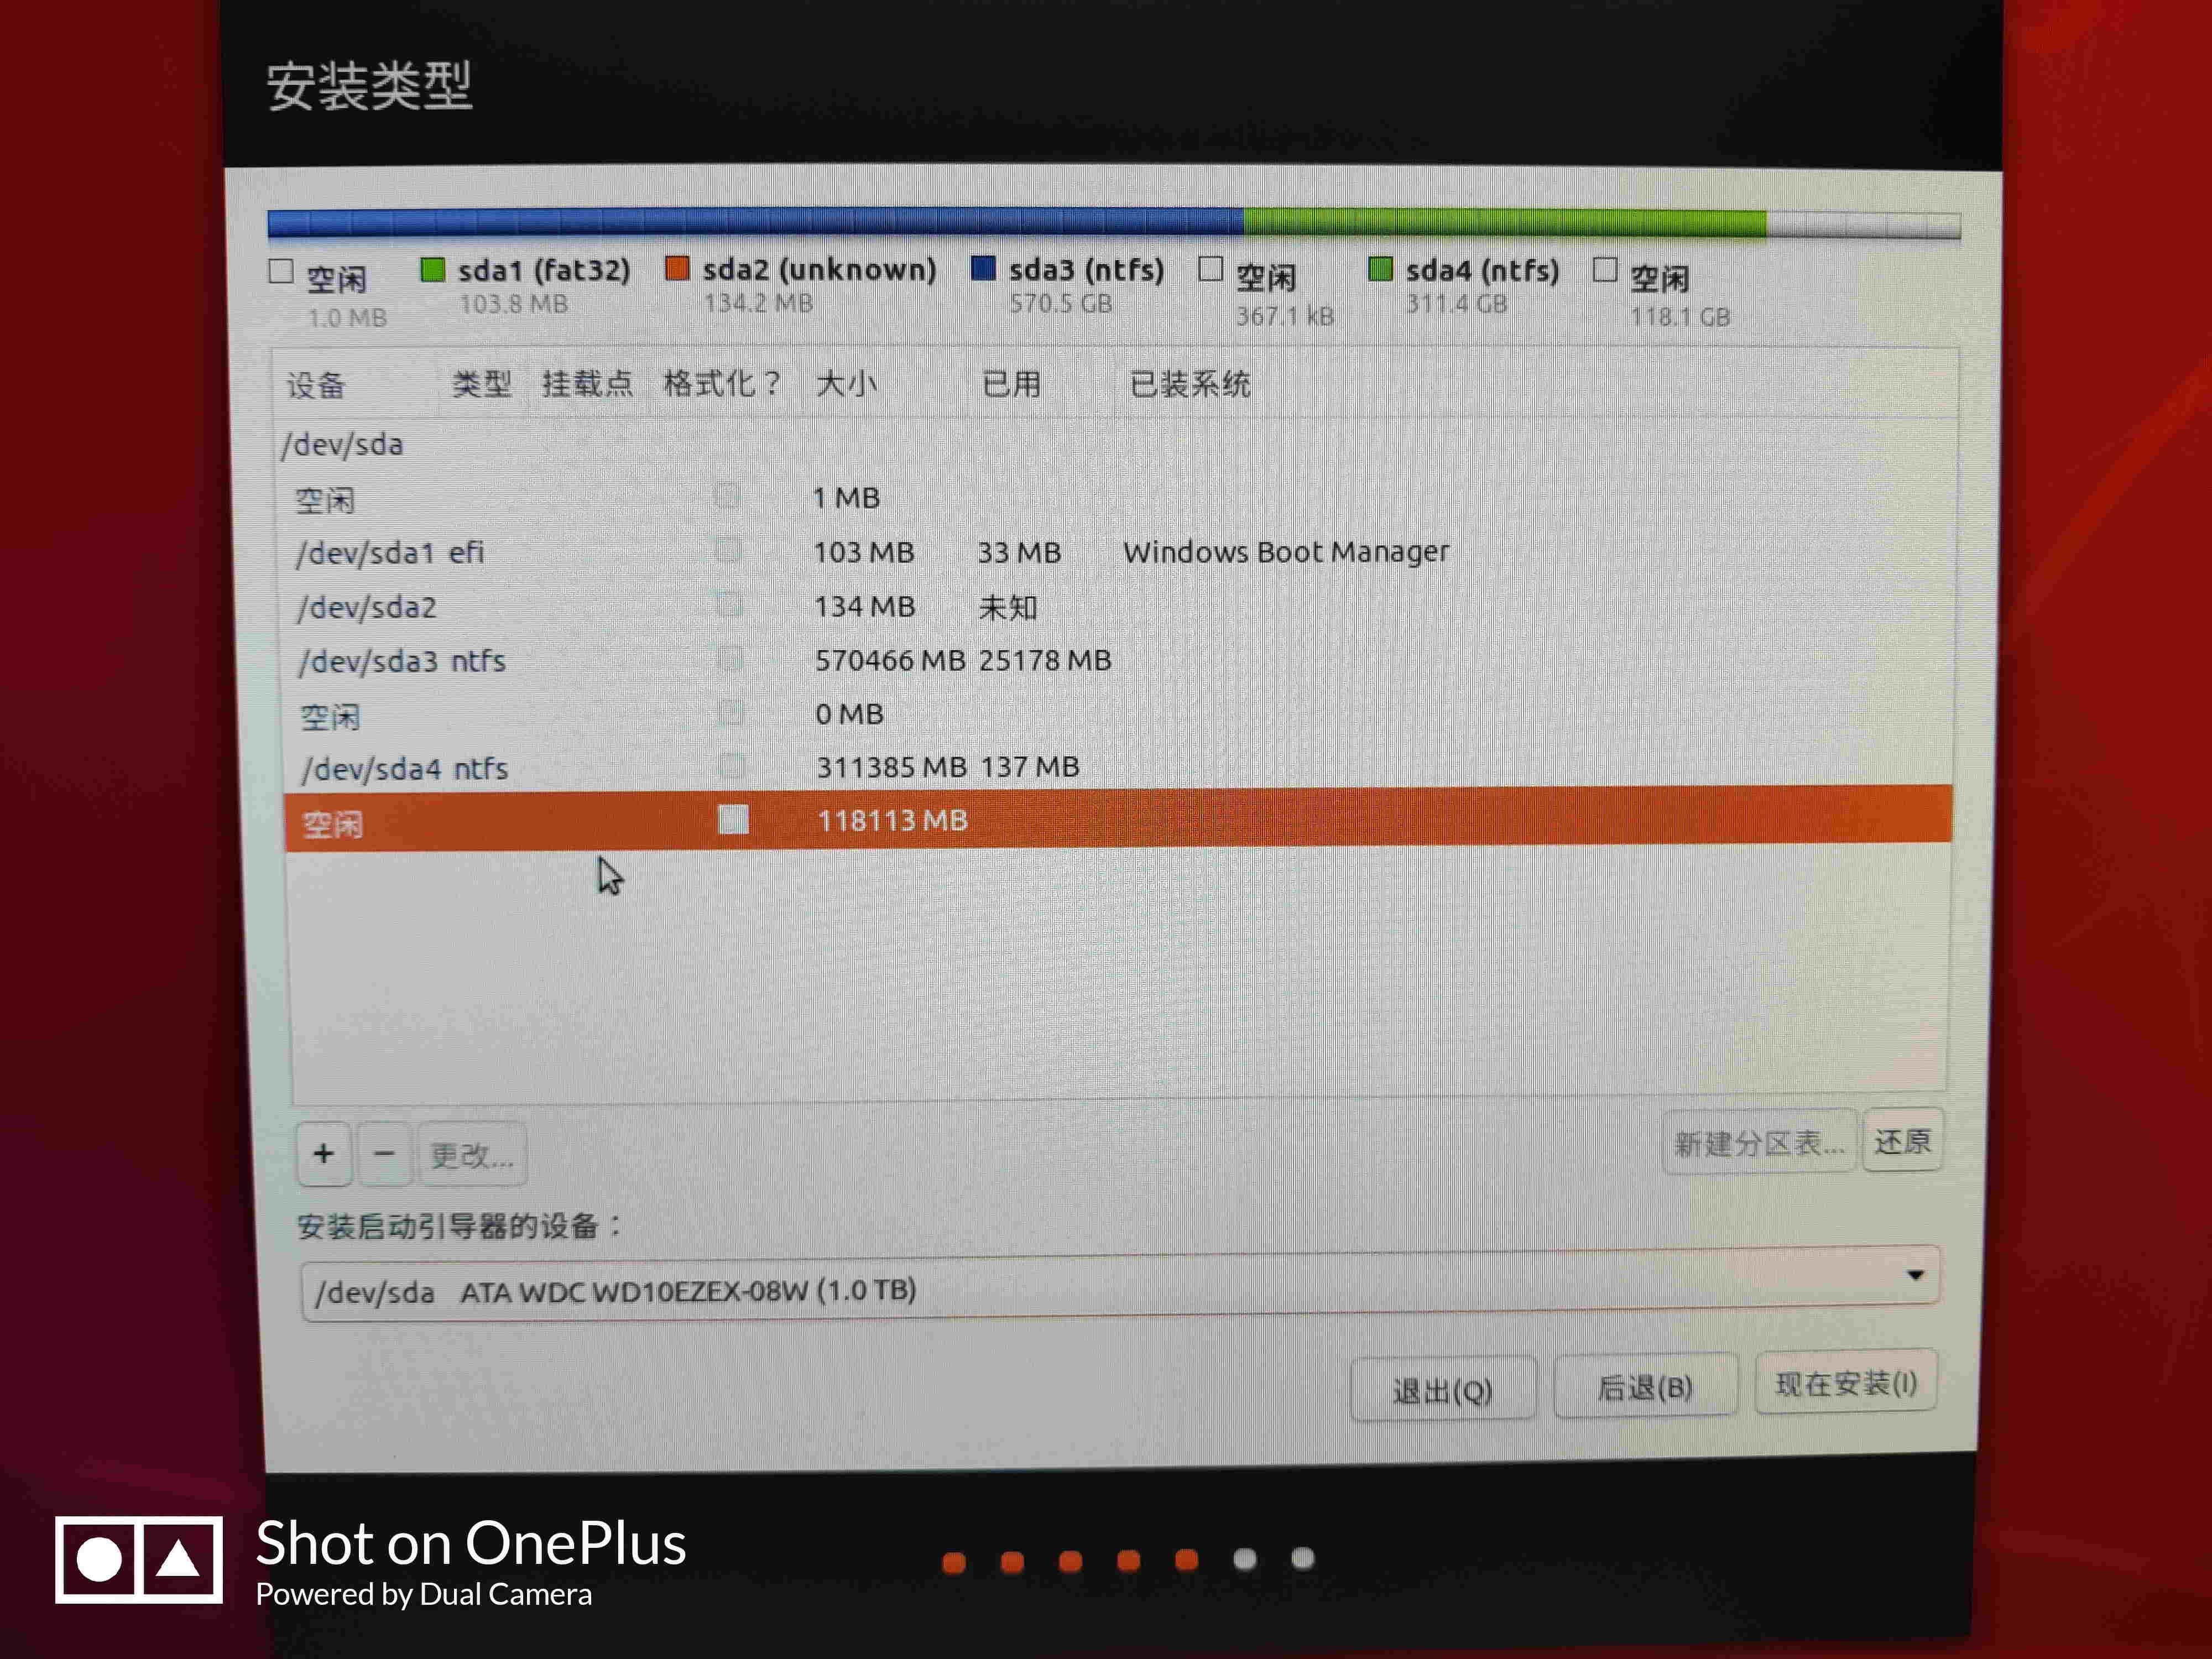 安装类型
空闲 sda1 (fat32) sda2 (unknown) sda3 (ntfs) 空闲 sda4 (ntfs) 空闲
1.0 MB 103.8 MB 134.2 MB 570.5 GB 367.1 kB 311.4 GB 118.1 GB
设备 类型 挂载点 格式化？ 大小 已用 已装系统
/dev/sda
空闲 1 MB
/dev/sda1 efi 103 MB 33 MB Windows Boot Manager
/dev/sda2 134 MB 未知
/dev/sda3 ntfs 570466 MB 25178 MB
空闲 0 MB
/dev/sda4 ntfs 311385 MB 137 MB
空闲 118113 MB
+ − 更改... 新建分区表... 还原
安装启动引导器的设备：
/dev/sda ATA WDC WD10EZEX-08W (1.0 TB)
退出(Q) 后退(B) 现在安装(I)
Shot on OnePlus
Powered by Dual Camera